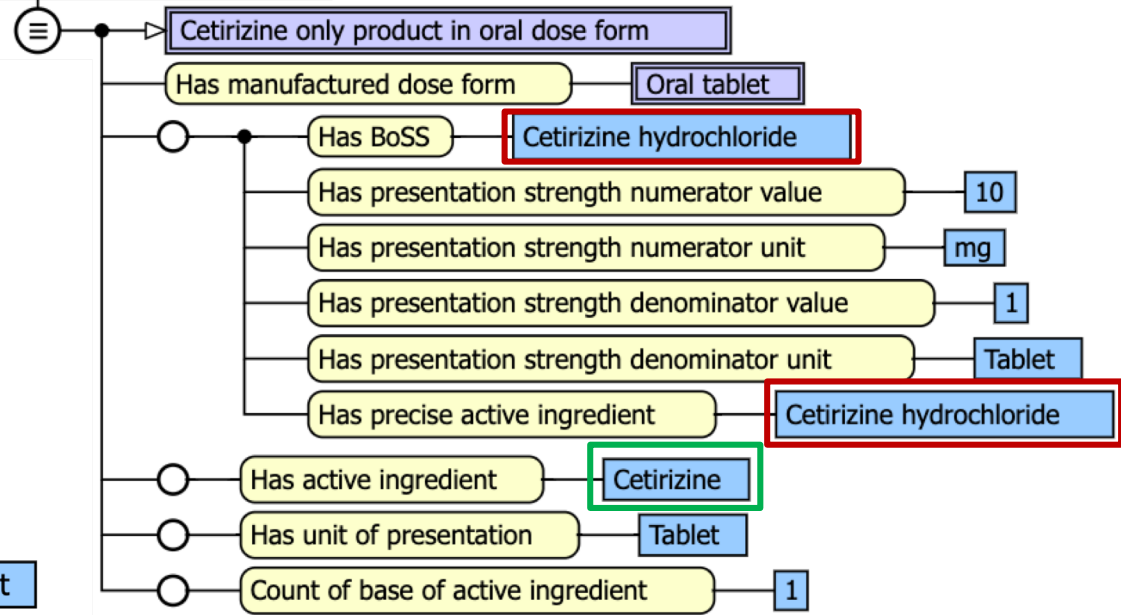 Cetirizine only product in oral dose form
Has manufactured dose form Oral tablet
Has BoSS Cetirizine hydrochloride
Has presentation strength numerator value 10
Has presentation strength numerator unit mg
Has presentation strength denominator value 1
Has presentation strength denominator unit Tablet
Has precise active ingredient Cetirizine hydrochloride
Has active ingredient Cetirizine
Has unit of presentation Tablet
t
Count of base of active ingredient 1